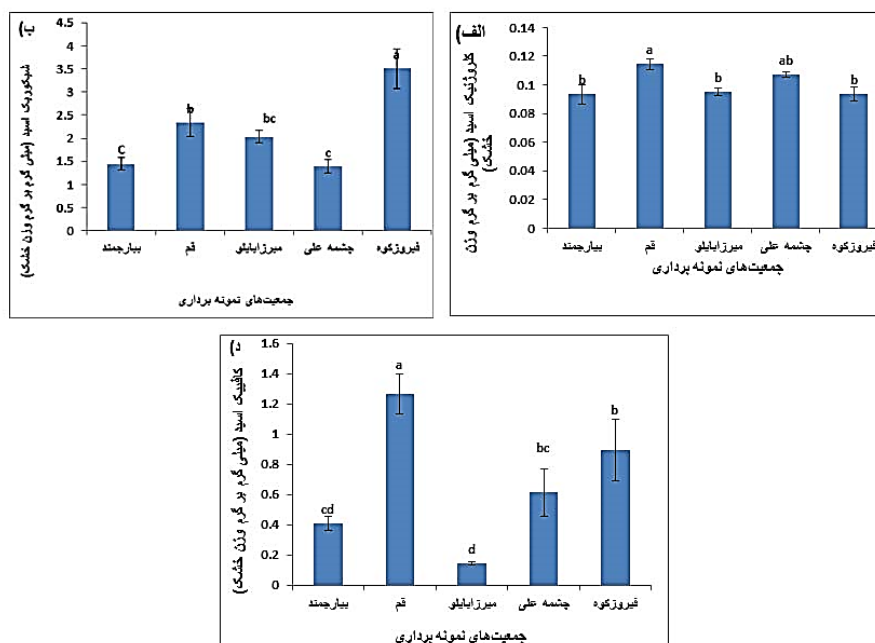 الف)
کلروژنیک اسید (میلی گرم بر گرم وزن
خشک)
0.14
0.12
0.1
0.08
0.06
0.04
0.02
0
b
a
b
ab
b
بیارجمند
قم
میرزابایلو
چشمه علی
فیروزکوه
جمعیت‌های نمونه برداری
ب)
شیکوریک اسید (میلی گرم بر گرم وزن خشک)
4.5
4
3.5
3
2.5
2
1.5
1
0.5
0
C
b
bc
c
a
بیارجمند
قم
میرزابایلو
چشمه علی
فیروزکوه
جمعیت‌های نمونه برداری
د)
کافییک اسید (میلی گرم بر گرم وزن خشک)
1.6
1.4
1.2
1
0.8
0.6
0.4
0.2
0
cd
a
d
bc
b
بیارجمند
قم
میرزابایلو
چشمه علی
فیروزکوه
جمعیت‌های نمونه برداری